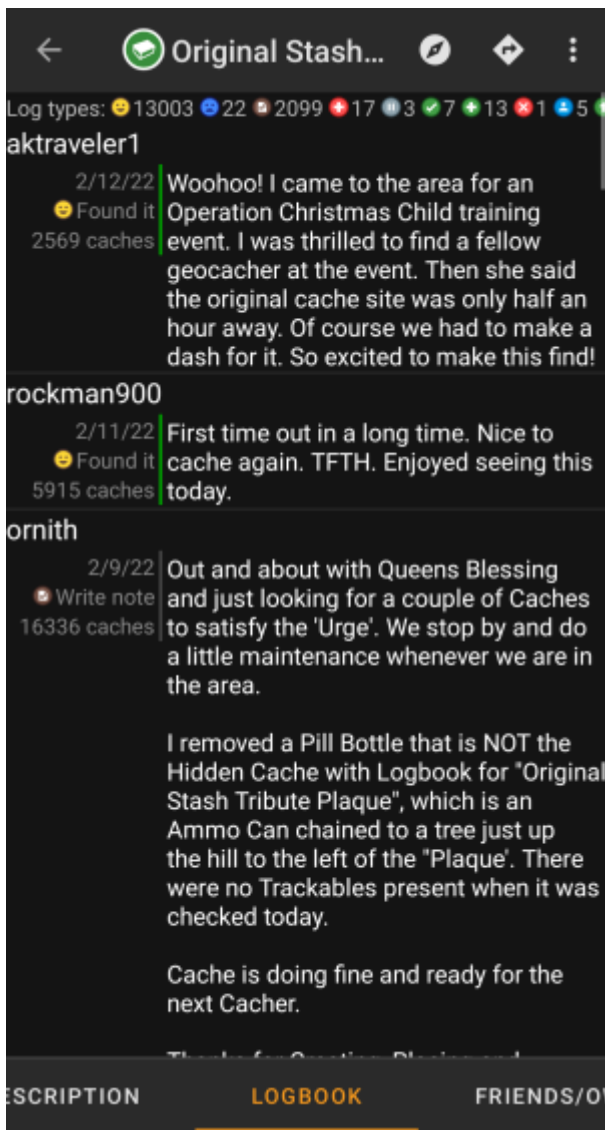 Original Stash...
Log types: 13003 22 2099 17 3 7 13 1 5
aktraveler1
2/12/22
Found it
2569 caches
Woohoo! I came to the area for an
Operation Christmas Child training
event. I was thrilled to find a fellow
geocacher at the event. Then she said
the original cache site was only half an
hour away. Of course we had to make a
dash for it. So excited to make this find!
rockman900
2/11/22
Found it
5915 caches
First time out in a long time. Nice to
cache again. TFTH. Enjoyed seeing this
today.
ornith
2/9/22
Write note
16336 caches
Out and about with Queens Blessing
and just looking for a couple of Caches
to satisfy the 'Urge'. We stop by and do
a little maintenance whenever we are in
the area.
I removed a Pill Bottle that is NOT the
Hidden Cache with Logbook for "Original
Stash Tribute Plaque", which is an
Ammo Can chained to a tree just up
the hill to the left of the "Plaque'. There
were no Trackables present when it was
checked today.
Cache is doing fine and ready for the
next Cacher.
ESCRIPTION
LOGBOOK
FRIENDS/O